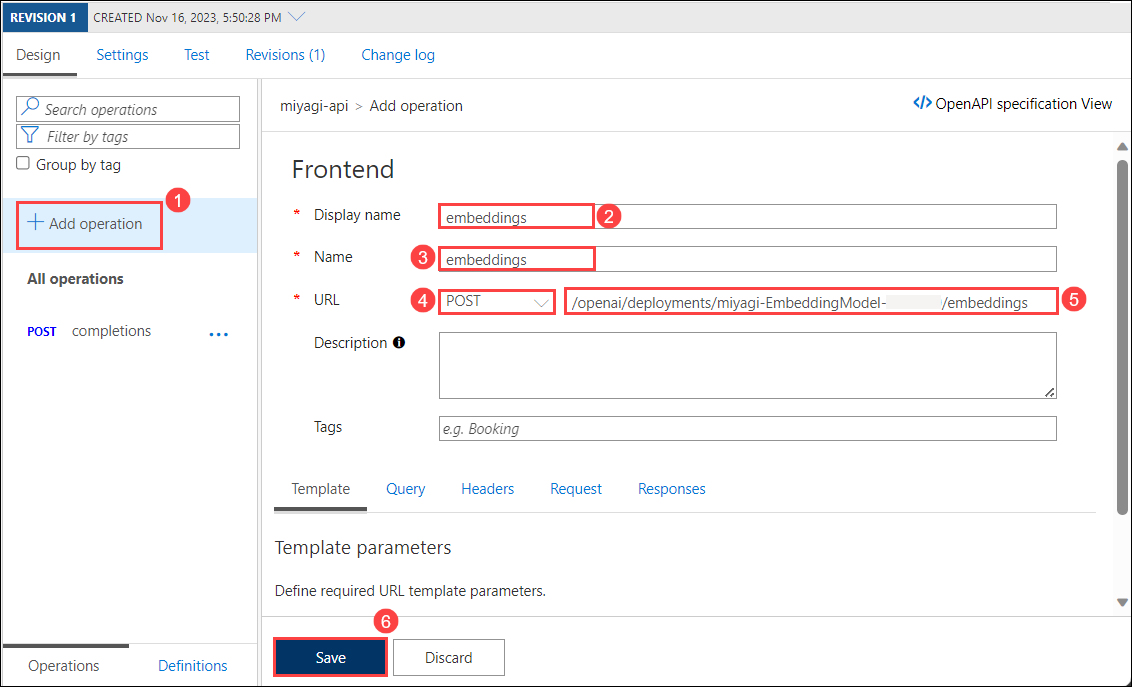 REVISION 1 CREATED Nov 16, 2023, 5:50:28 PM
Design Settings Test Revisions (1) Change log
Search operations
Filter by tags
Group by tag
1
+ Add operation
All operations
POST completions ...
Operations Definitions
miyagi-api > Add operation
</> OpenAPI specification View
Frontend
* Display name embeddings 2
* Name 3 embeddings
* URL 4 POST /openai/deployments/miyagi-EmbeddingModel- /embeddings 5
Description i
Tags e.g. Booking
Template Query Headers Request Responses
Template parameters
Define required URL template parameters.
6
Save Discard